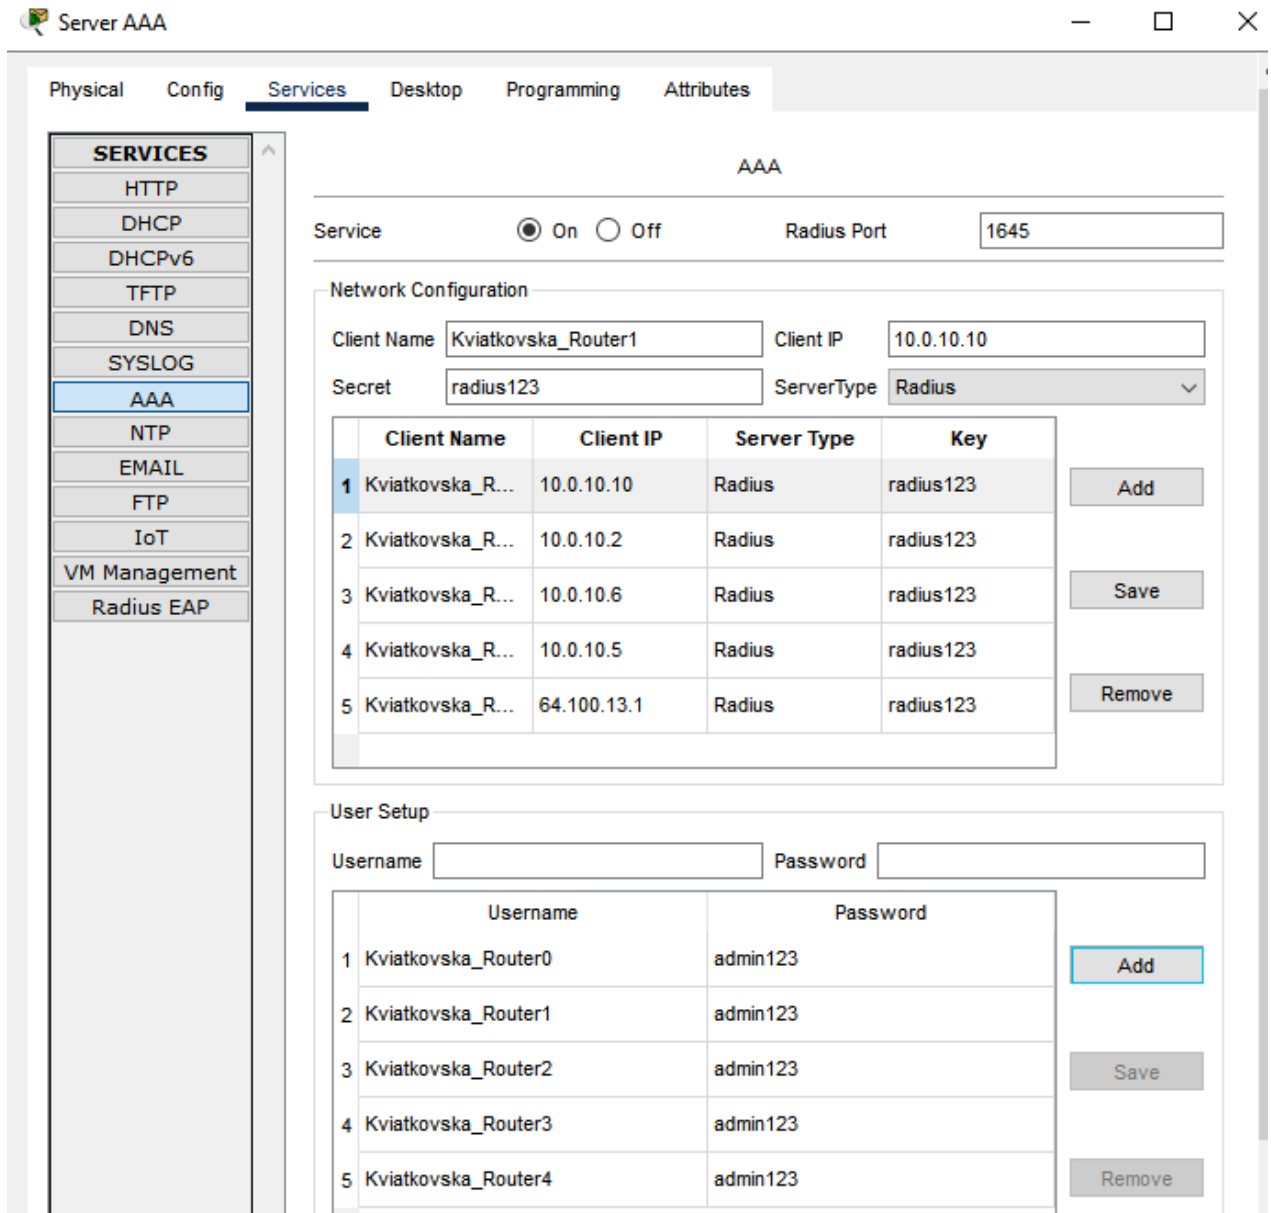 Server AAA
Physical Config Services Desktop Programming Attributes
SERVICES
HTTP
DHCP
DHCPv6
TFTP
DNS
SYSLOG
AAA
NTP
EMAIL
FTP
IoT
VM Management
Radius EAP
AAA
Service On Off Radius Port 1645
Network Configuration
Client Name Kviatkovska_Router1 Client IP 10.0.10.10
Secret radius123 ServerType Radius
Client Name Client IP Server Type Key
1 Kviatkovska_R... 10.0.10.10 Radius radius123
2 Kviatkovska_R... 10.0.10.2 Radius radius123
3 Kviatkovska_R... 10.0.10.6 Radius radius123
4 Kviatkovska_R... 10.0.10.5 Radius radius123
5 Kviatkovska_R... 64.100.13.1 Radius radius123
Add
Save
Remove
User Setup
Username Password
Username Password
1 Kviatkovska_Router0 admin123
2 Kviatkovska_Router1 admin123
3 Kviatkovska_Router2 admin123
4 Kviatkovska_Router3 admin123
5 Kviatkovska_Router4 admin123
Add
Save
Remove